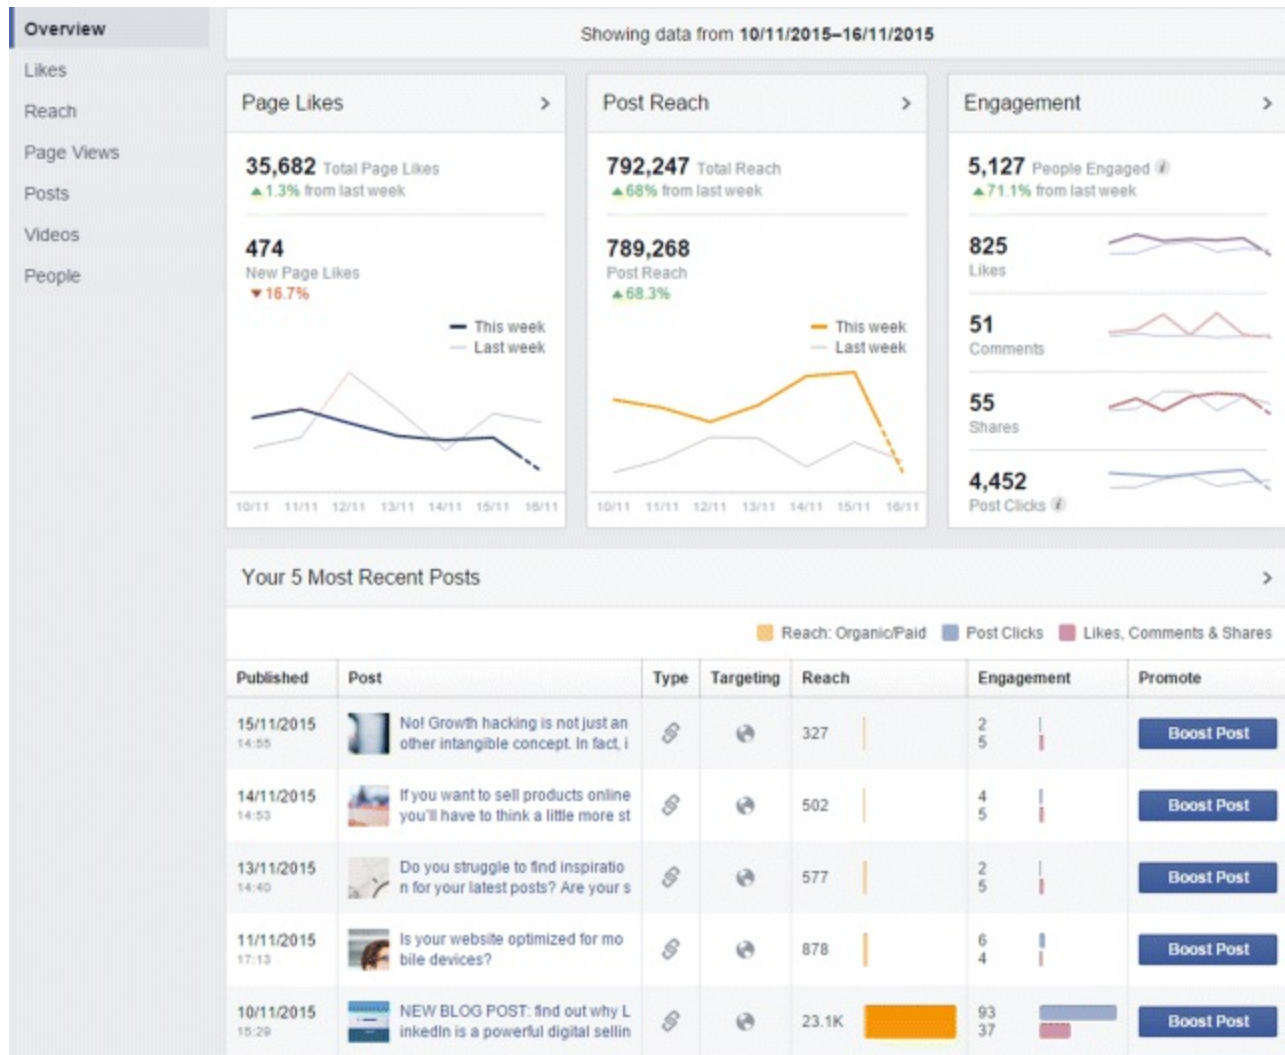 Overview
Likes
Reach
Page Views
Posts
Videos
People
Showing data from 10/11/2015–16/11/2015
Page Likes
35,682 Total Page Likes
1.3% from last week
474
New Page Likes
16.7%
This week
Last week
10/11 11/11 12/11 13/11 14/11 15/11 16/11
Post Reach
792,247 Total Reach
68% from last week
789,268
Post Reach
68.3%
This week
Last week
10/11 11/11 12/11 13/11 14/11 15/11 16/11
Engagement
5,127 People Engaged i
71.1% from last week
825
Likes
51
Comments
55
Shares
4,452
Post Clicks i
Your 5 Most Recent Posts
Reach: Organic/Paid Post Clicks Likes, Comments & Shares
Published Post Type Targeting Reach Engagement Promote
15/11/2015
14:55
No! Growth hacking is not just an
other intangible concept. In fact, i
327
2
5
Boost Post
14/11/2015
14:53
If you want to sell products online
you'll have to think a little more st
502
4
5
Boost Post
13/11/2015
14:40
Do you struggle to find inspiratio
n for your latest posts? Are your s
577
2
5
Boost Post
11/11/2015
17:13
Is your website optimized for mo
bile devices?
878
6
4
Boost Post
10/11/2015
15:29
NEW BLOG POST: find out why L
inkedIn is a powerful digital sellin
23.1K
93
37
Boost Post